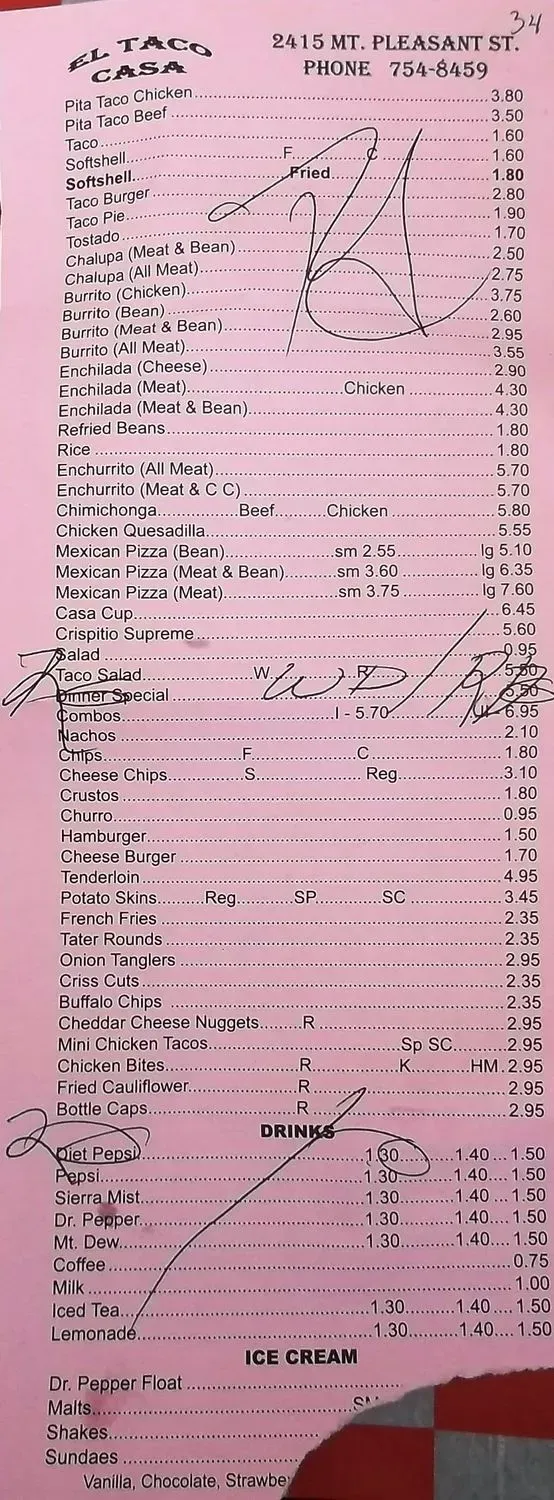 34
EL TACO
CASA
2415 MT. PLEASANT ST.
PHONE 754-8459
Pita Taco Chicken 3.80
Pita Taco Beef 3.50
Taco 1.60
Softshell F C 1.60
Softshell Fried 1.80
Taco Burger 2.80
Taco Pie 1.90
Tostado 1.70
Chalupa (Meat & Bean) 2.50
Chalupa (All Meat) 2.75
Burrito (Chicken) 3.75
Burrito (Bean) 2.60
Burrito (Meat & Bean) 2.95
Burrito (All Meat) 3.55
Enchilada (Cheese) 2.90
Enchilada (Meat) Chicken 4.30
Enchilada (Meat & Bean) 4.30
Refried Beans 1.80
Rice 1.80
Enchurrito (All Meat) 5.70
Enchurrito (Meat & C C) 5.70
Chimichonga Beef Chicken 5.80
Chicken Quesadilla 5.55
Mexican Pizza (Bean) sm 2.55 lg 5.10
Mexican Pizza (Meat & Bean) sm 3.60 lg 6.35
Mexican Pizza (Meat) sm 3.75 lg 7.60
Casa Cup 6.45
Crispitio Supreme 5.60
Salad 0.95
Taco Salad W R 5.50
Dinner Special 5.50
Combos I - 5.70 6.95
Nachos 2.10
Chips F C 1.80
Cheese Chips S Reg 3.10
Crustos 1.80
Churro 0.95
Hamburger 1.50
Cheese Burger 1.70
Tenderloin 4.95
Potato Skins Reg SP SC 3.45
French Fries 2.35
Tater Rounds 2.35
Onion Tanglers 2.95
Criss Cuts 2.35
Buffalo Chips 2.35
Cheddar Cheese Nuggets R 2.95
Mini Chicken Tacos Sp SC 2.95
Chicken Bites R K HM 2.95
Fried Cauliflower R 2.95
Bottle Caps R 2.95
DRINKS
Diet Pepsi 1.30 1.40 1.50
Pepsi 1.30 1.40 1.50
Sierra Mist 1.30 1.40 1.50
Dr. Pepper 1.30 1.40 1.50
Mt. Dew 1.30 1.40 1.50
Coffee 0.75
Milk 1.00
Iced Tea 1.30 1.40 1.50
Lemonade 1.30 1.40 1.50
ICE CREAM
Dr. Pepper Float
Malts
Shakes
Sundaes
Vanilla, Chocolate,